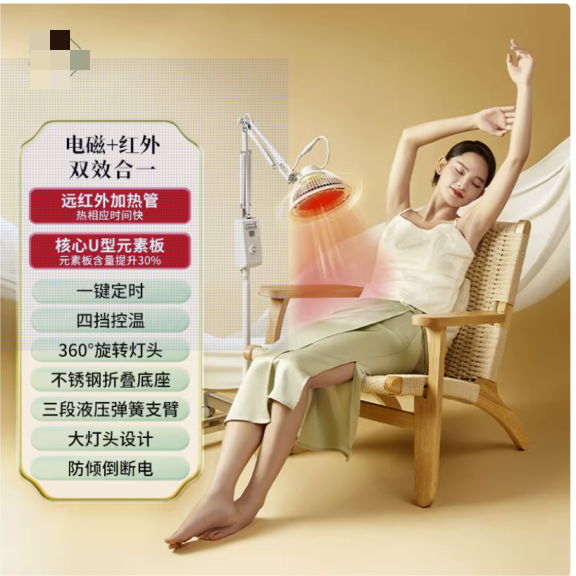 电磁+红外
双效合一
远红外加热管
热相应时间快
核心U型元素板
元素板含量提升30%
一键定时
四挡控温
360°旋转灯头
不锈钢折叠底座
三段液压弹簧支臂
大灯头设计
防倾倒断电